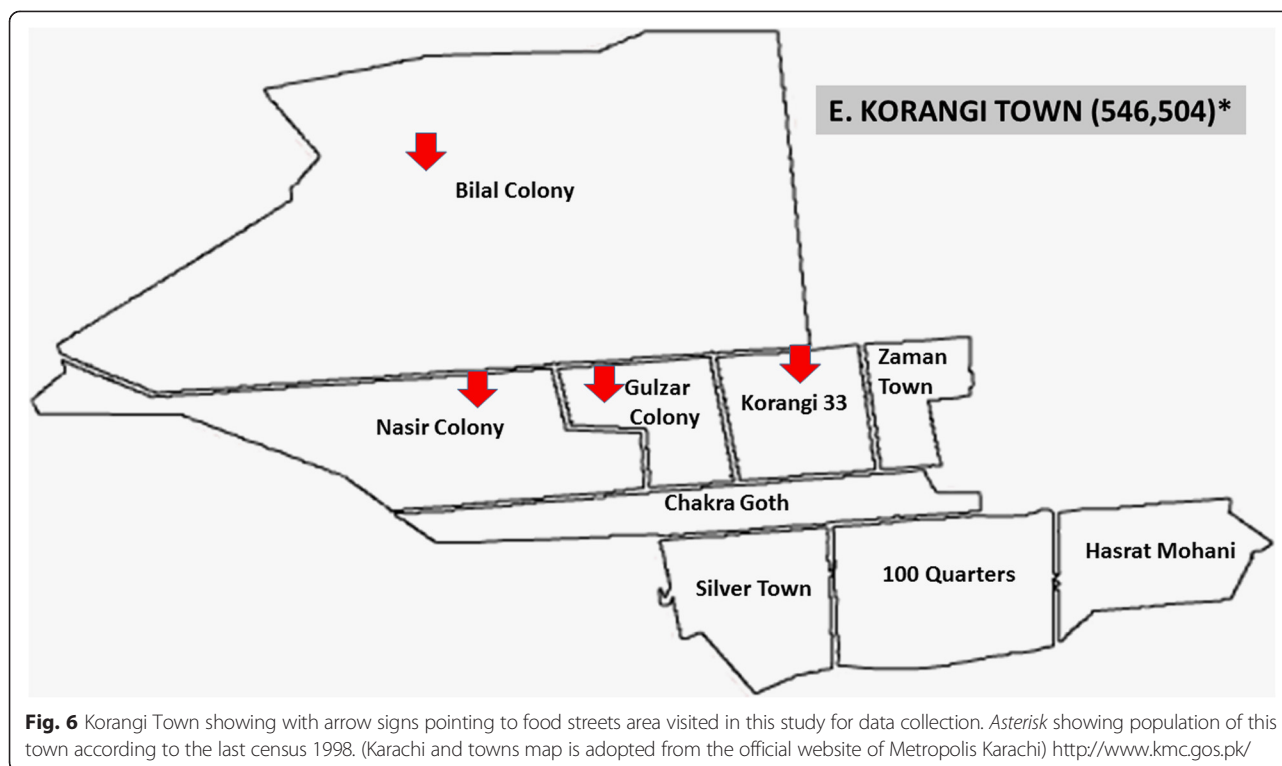 E. KORANGI TOWN (546,504)*
Bilal Colony
Zaman
Town
Gulzar
Colony
Korangi 33
Nasir Colony
Chakra Goth
Hasrat Mohani
100 Quarters
Silver Town
Fig. 6 Korangi Town showing with arrow signs pointing to food streets area visited in this study for data collection. Asterisk showing population of this
town according to the last census 1998. (Karachi and towns map is adopted from the official website of Metropolis Karachi) http://www.kmc.gos.pk/